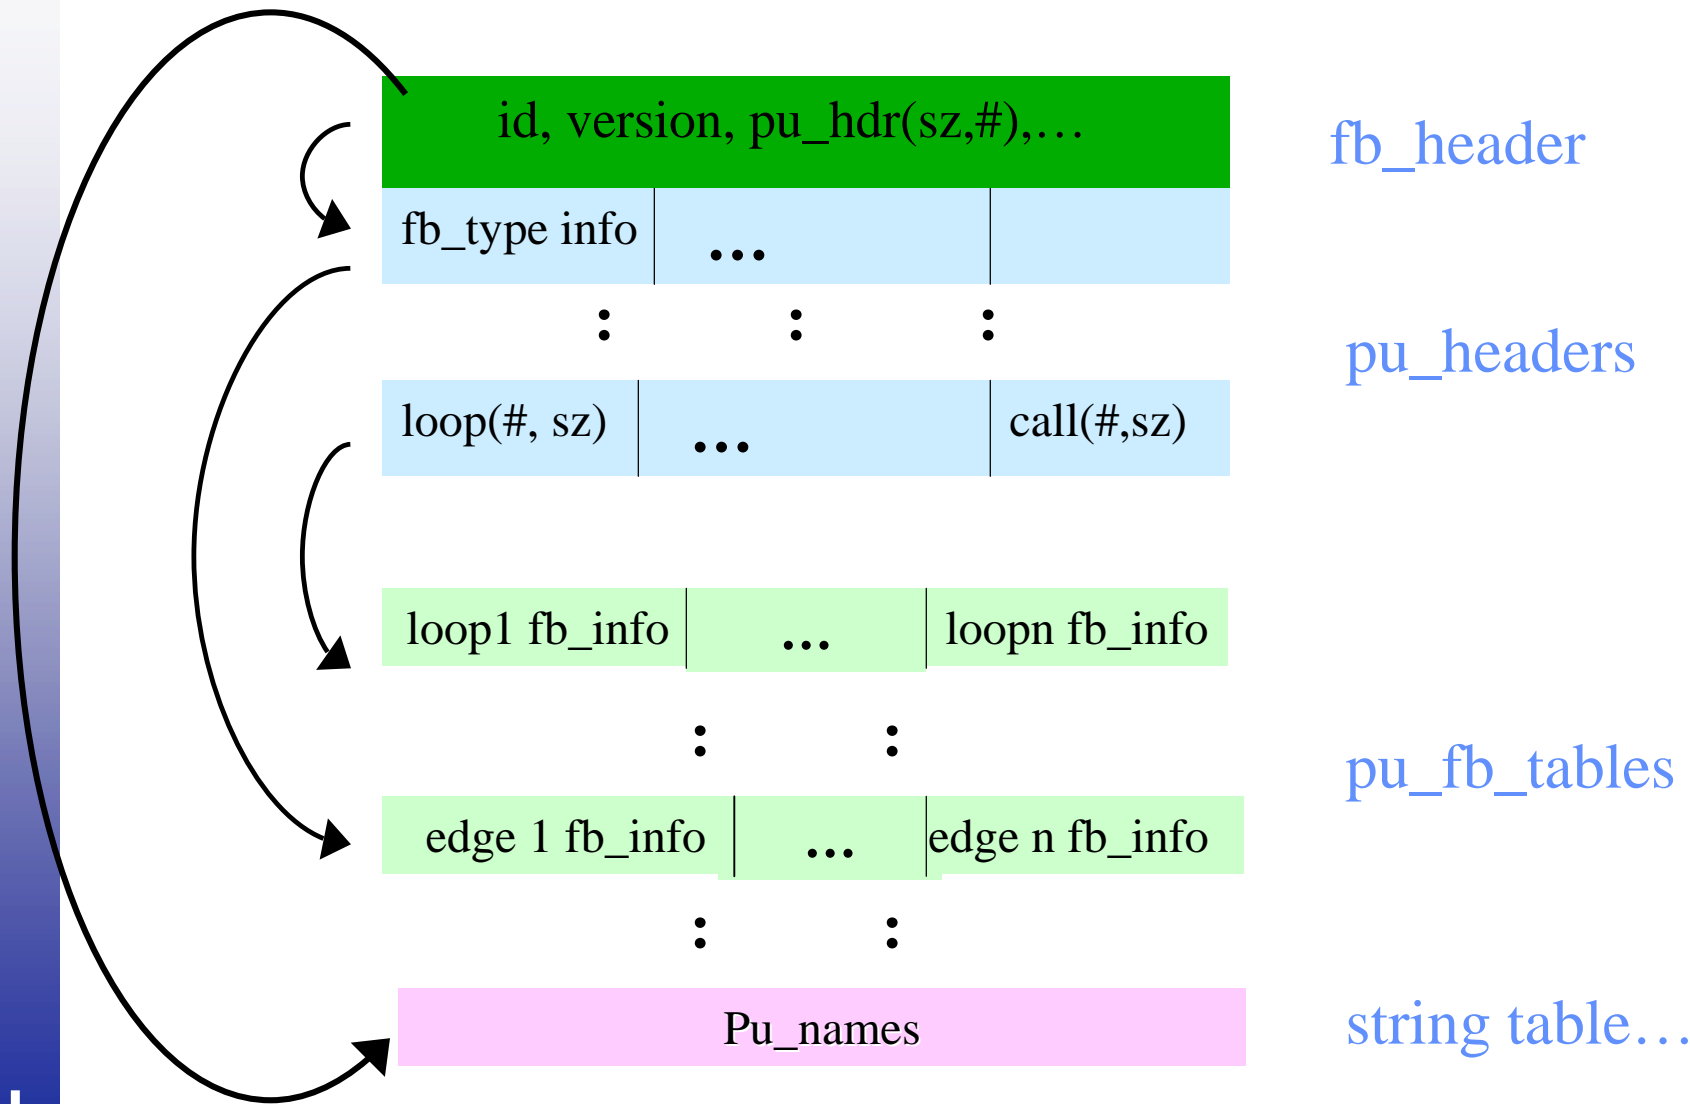 id, version, pu_hdr(sz,#),…
fb_header
fb_type info
...
: : :
pu_headers
loop(#, sz)
...
call(#,sz)
loop1 fb_info
...
loopn fb_info
: :
pu_fb_tables
edge 1 fb_info
...
edge n fb_info
: :
Pu_names
string table…